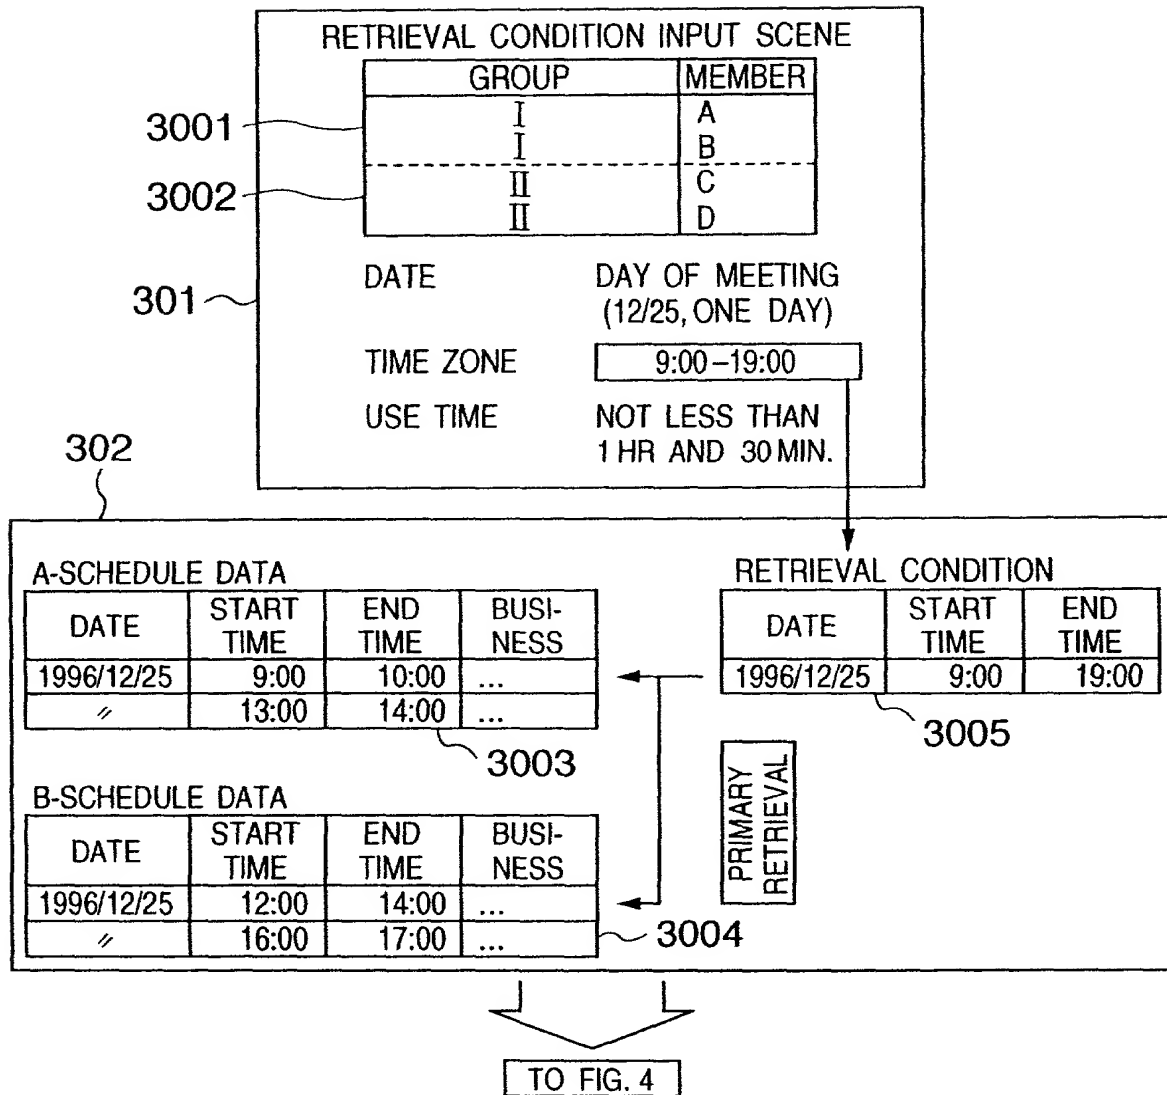 RETRIEVAL CONDITION INPUT SCENE
GROUP MEMBER
3001
I A
I B
3002
II C
II D
301
DATE DAY OF MEETING
(12/25, ONE DAY)
TIME ZONE 9:00–19:00
USE TIME NOT LESS THAN
1 HR AND 30 MIN.
302
A-SCHEDULE DATA
DATE START TIME END TIME BUSI-NESS
1996/12/25 9:00 10:00 ...
〃 13:00 14:00 ...
3003
RETRIEVAL CONDITION
DATE START TIME END TIME
1996/12/25 9:00 19:00
3005
PRIMARY
RETRIEVAL
B-SCHEDULE DATA
DATE START TIME END TIME BUSI-NESS
1996/12/25 12:00 14:00 ...
〃 16:00 17:00 ...
3004
TO FIG. 4